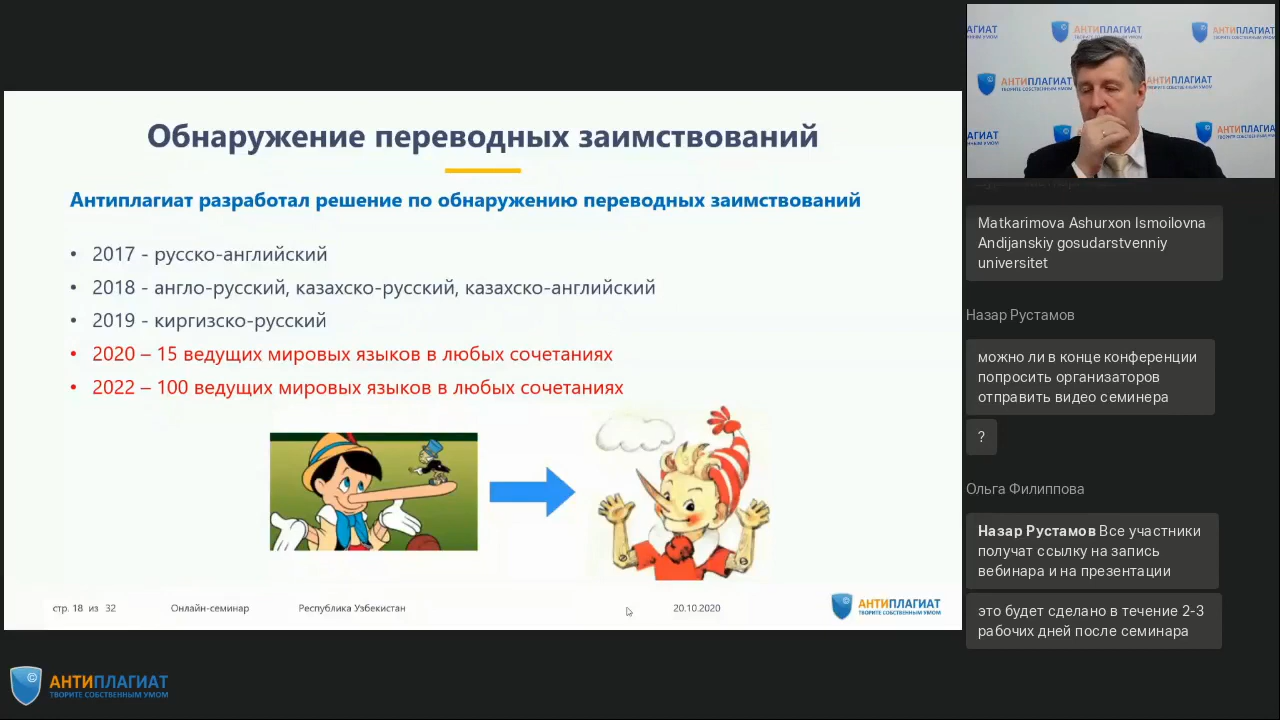 Обнаружение переводных заимствований
Антиплагиат разработал решение по обнаружению переводных заимствований
• 2017 - русско-английский
• 2018 - англо-русский, казахско-русский, казахско-английский
• 2019 - киргизско-русский
• 2020 – 15 ведущих мировых языков в любых сочетаниях
• 2022 – 100 ведущих мировых языков в любых сочетаниях
стр. 18 из 32
Онлайн-семинар
Республика Узбекистан
20.10.2020
АНТИПЛАГИАТ
ТВОРИТЕ СОБСТВЕННЫМ УМОМ
АНТИПЛАГИАТ
ТВОРИТЕ СОБСТВЕННЫМ УМОМ
АНТИПЛАГИАТ
ТВОРИТЕ СОБСТВЕННЫМ УМОМ
Matkarimova Ashurxon Ismoilovna
Andijanskiy gosudarstvenniy
universitet
Назар Рустамов
можно ли в конце конференции
попросить организаторов
отправить видео семинера
?
Ольга Филиппова
Назар Рустамов Все участники
получат ссылку на запись
вебинара и на презентации
это будет сделано в течение 2-3
рабочих дней после семинара